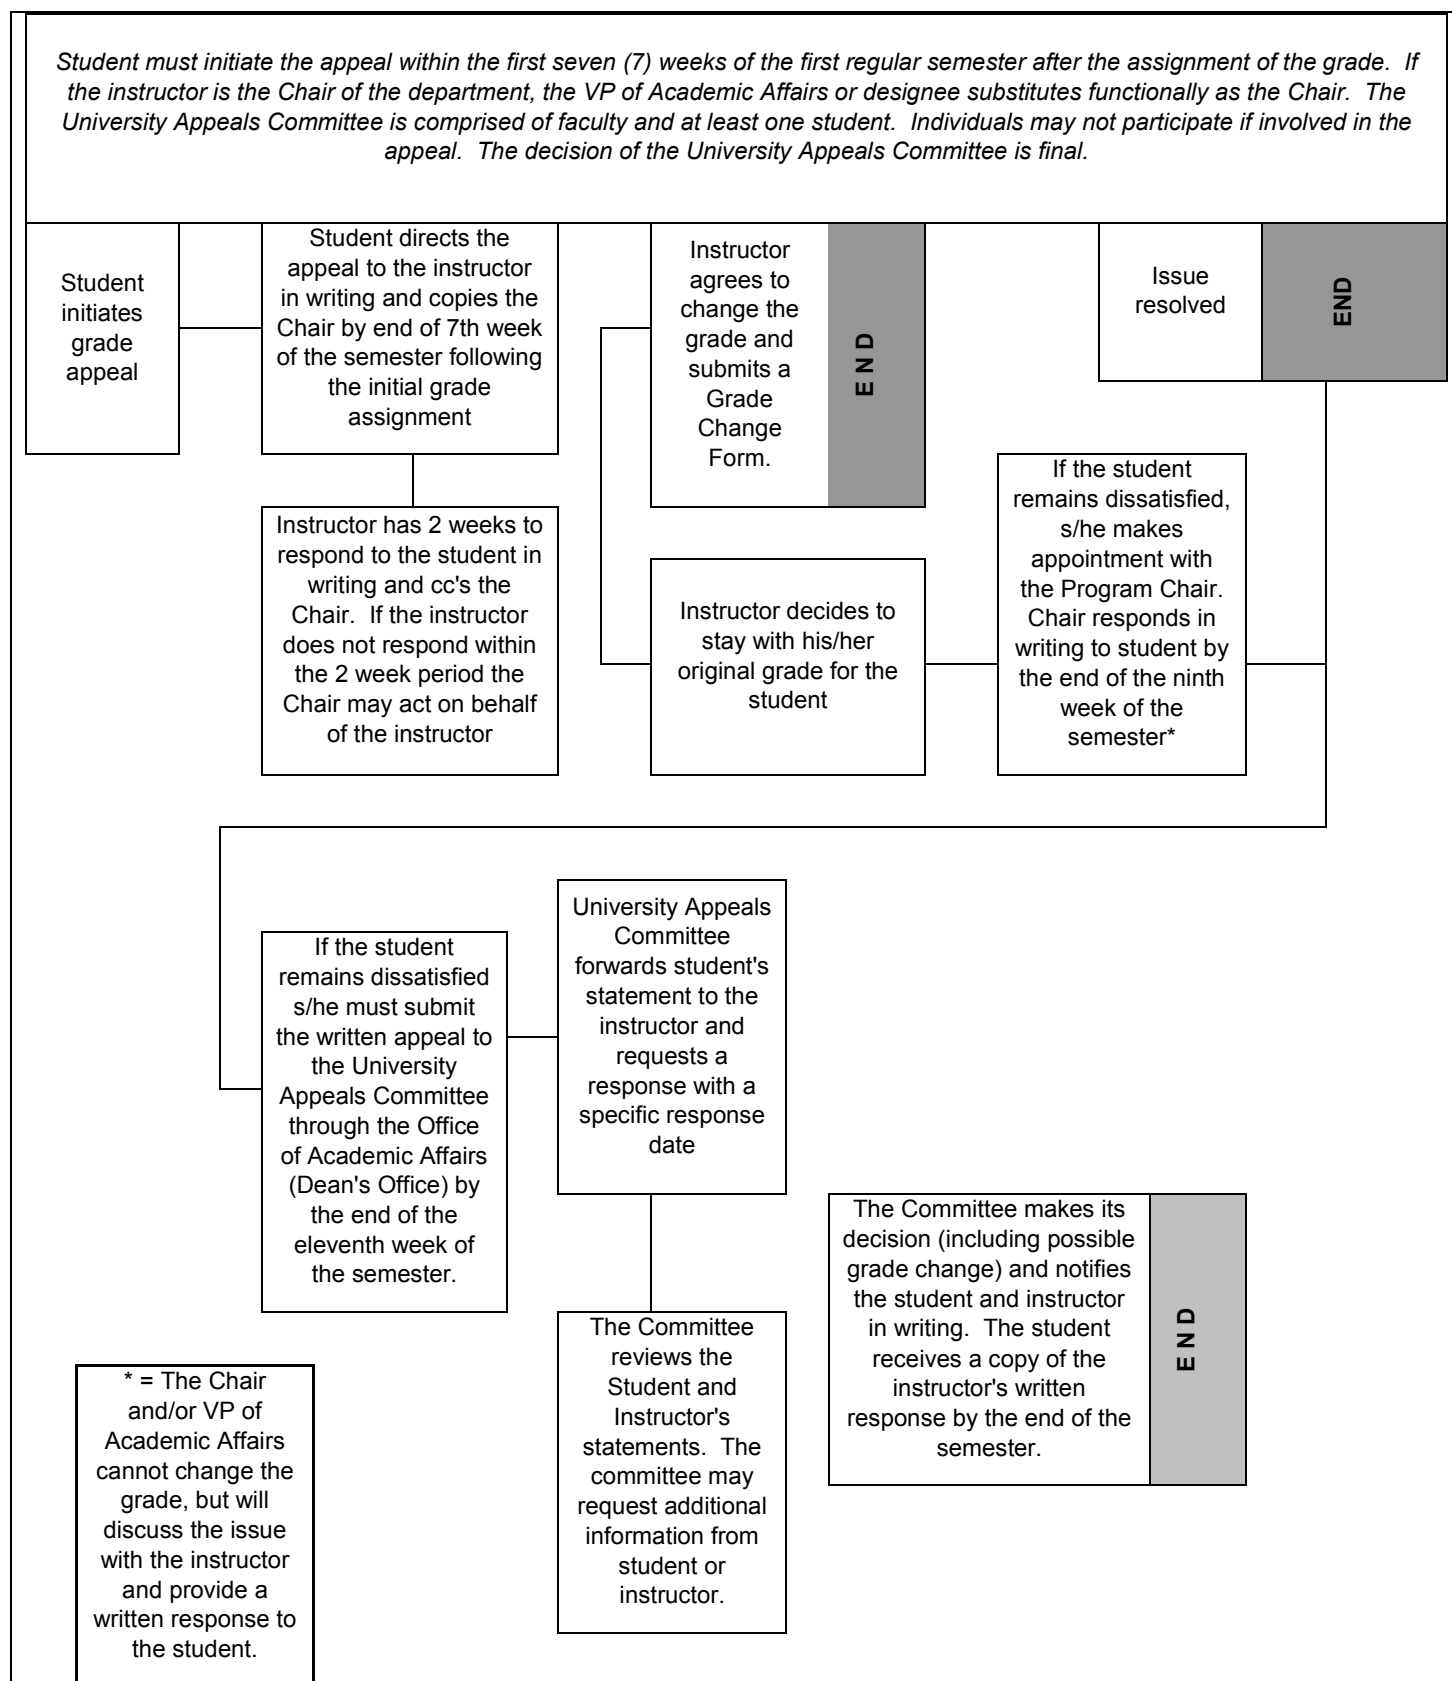 Student must initiate the appeal within the first seven (7) weeks of the first regular semester after the assignment of the grade.  If
the instructor is the Chair of the department, the VP of Academic Affairs or designee substitutes functionally as the Chair.  The
University Appeals Committee is comprised of faculty and at least one student.  Individuals may not participate if involved in the
appeal.  The decision of the University Appeals Committee is final.
Student
initiates
grade
appeal
Student directs the
appeal to the instructor
in writing and copies the
Chair by end of 7th week
of the semester following
the initial grade
assignment
Instructor
agrees to
change the
grade and
submits a
Grade
Change
Form.
E N D
Issue
resolved
END
Instructor has 2 weeks to
respond to the student in
writing and cc's the
Chair.  If the instructor
does not respond within
the 2 week period the
Chair may act on behalf
of the instructor
Instructor decides to
stay with his/her
original grade for the
student
If the student
remains dissatisfied,
s/he makes
appointment with
the Program Chair.
Chair responds in
writing to student by
the end of the ninth
week of the
semester*
If the student
remains dissatisfied
s/he must submit
the written appeal to
the University
Appeals Committee
through the Office
of Academic Affairs
(Dean's Office) by
the end of the
eleventh week of
the semester.
University Appeals
Committee
forwards student's
statement to the
instructor and
requests a
response with a
specific response
date
The Committee
reviews the
Student and
Instructor's
statements.  The
committee may
request additional
information from
student or
instructor.
The Committee makes its
decision (including possible
grade change) and notifies
the student and instructor
in writing.  The student
receives a copy of the
instructor's written
response by the end of the
semester.
E N D
* = The Chair
and/or VP of
Academic Affairs
cannot change the
grade, but will
discuss the issue
with the instructor
and provide a
written response to
the student.